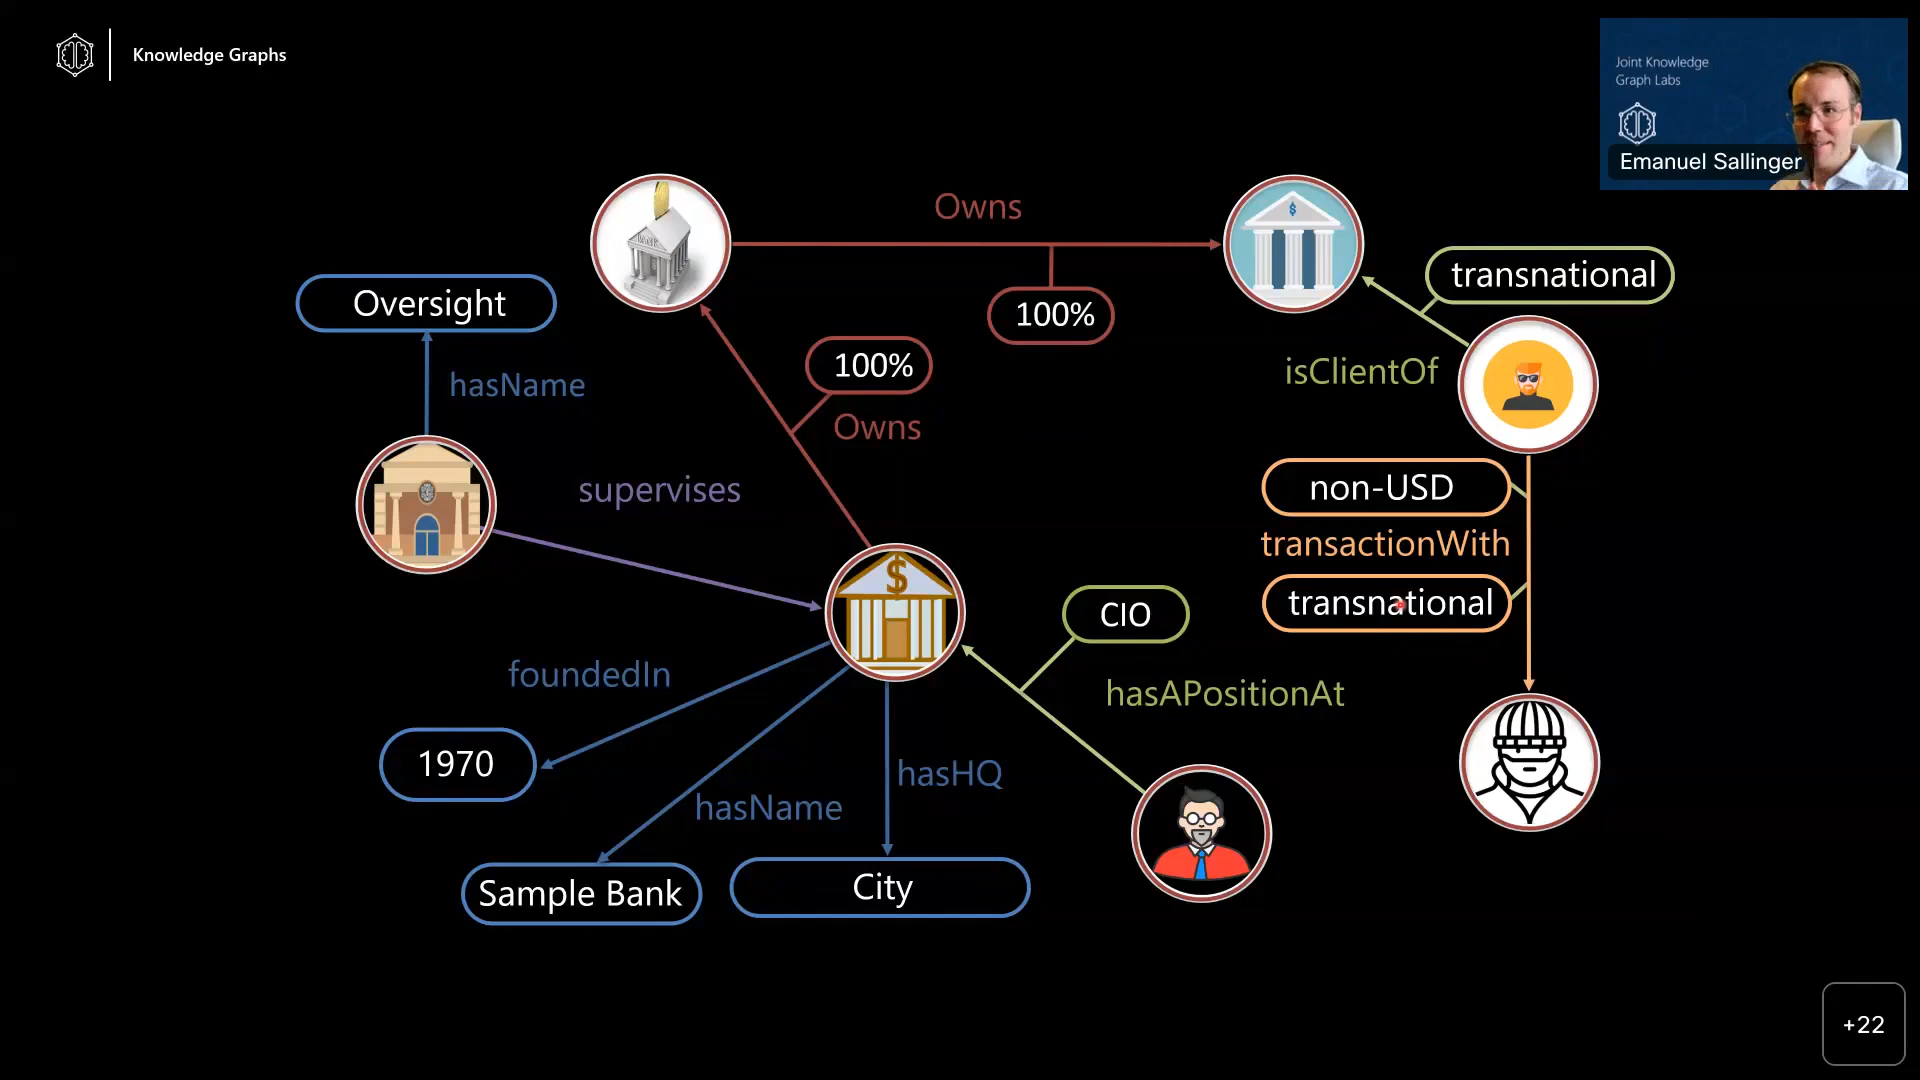 Knowledge Graphs
Joint Knowledge
Graph Labs
Emanuel Sallinger
Owns
100%
transnational
Oversight
BANK
$
hasName
100%
Owns
isClientOf
supervises
non-USD
transactionWith
transnational
$
CIO
foundedIn
hasAPositionAt
1970
hasHQ
hasName
Sample Bank
City
+22